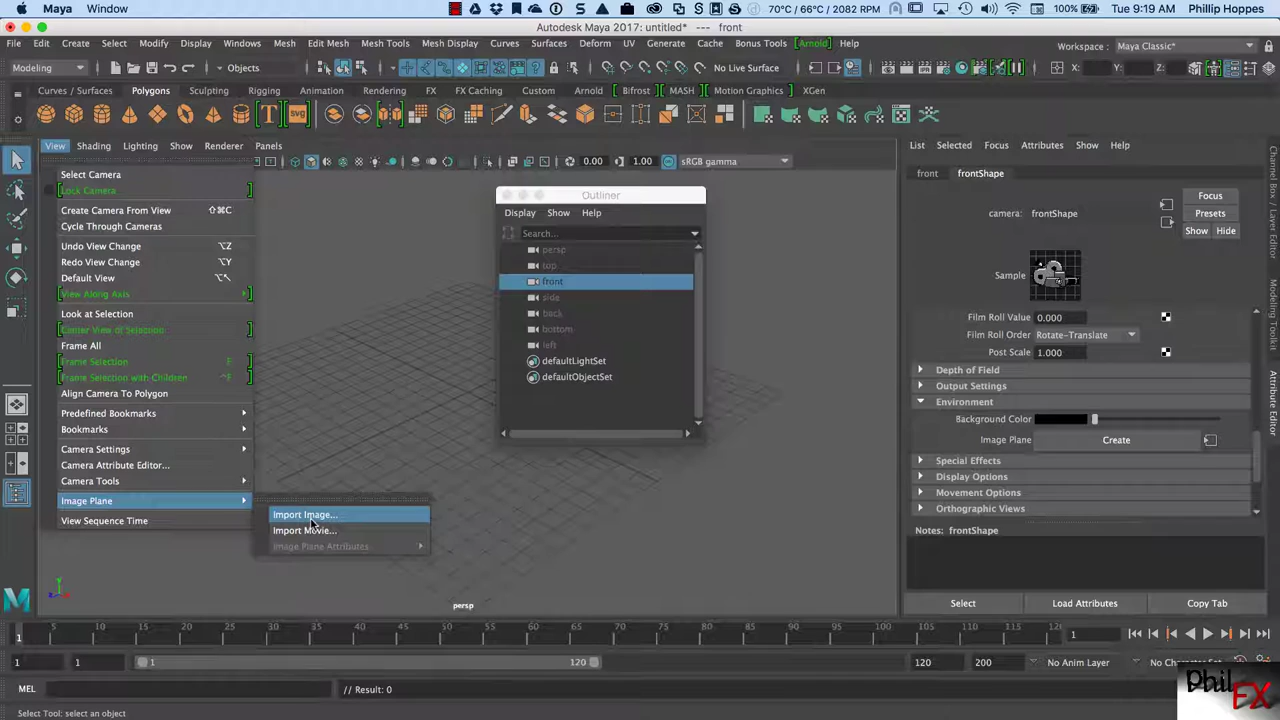 Maya Window 70°C / 66°C / 2082 RPM 100% Tue 9:19 AM Phillip Hoppes
Autodesk Maya 2017: untitled* --- front
File Edit Create Select Modify Display Windows Mesh Edit Mesh Mesh Tools Mesh Display Curves Surfaces Deform UV Generate Cache Bonus Tools [Arnold] Help Workspace : Maya Classic*
Modeling Objects No Live Surface X: Y: Z:
Curves / Surfaces Polygons Sculpting Rigging Animation Rendering FX FX Caching Custom Arnold Bifrost MASH Motion Graphics XGen
T SVG
View Shading Lighting Show Renderer Panels
0.00 1.00 sRGB gamma
Select Camera
[Lock Camera ]
Create Camera From View ⇧⌘C
Cycle Through Cameras
Undo View Change ⌥Z
Redo View Change ⌥Y
Default View ⌥↖
[View Along Axis ]
Look at Selection
[Center View of Selection ]
Frame All
[Frame Selection F ]
[Frame Selection with Children ^F ]
Align Camera To Polygon
Predefined Bookmarks
Bookmarks
Camera Settings
Camera Attribute Editor...
Camera Tools
Image Plane
View Sequence Time
Import Image...
Import Movie...
Image Plane Attributes
Outliner
Display Show Help
Search...
persp
top
front
side
back
bottom
left
defaultLightSet
defaultObjectSet
persp
List Selected Focus Attributes Show Help
front frontShape
Focus
camera: frontShape Presets
Show Hide
Sample
Film Roll Value 0.000
Film Roll Order Rotate-Translate
Post Scale 1.000
Depth of Field
Output Settings
Environment
Background Color
Image Plane Create
Special Effects
Display Options
Movement Options
Orthographic Views
Notes: frontShape
Select Load Attributes Copy Tab
Channel Box / Layer Editor
Modeling Toolkit
Attribute Editor
1 5 10 15 20 25 30 35 40 45 50 55 60 65 70 75 80 85 90 95 100 105 110 115 12 1
1 1 1 120 120 200 No Anim Layer No Character Set
MEL // Result: 0
Select Tool: select an object
Phil FX